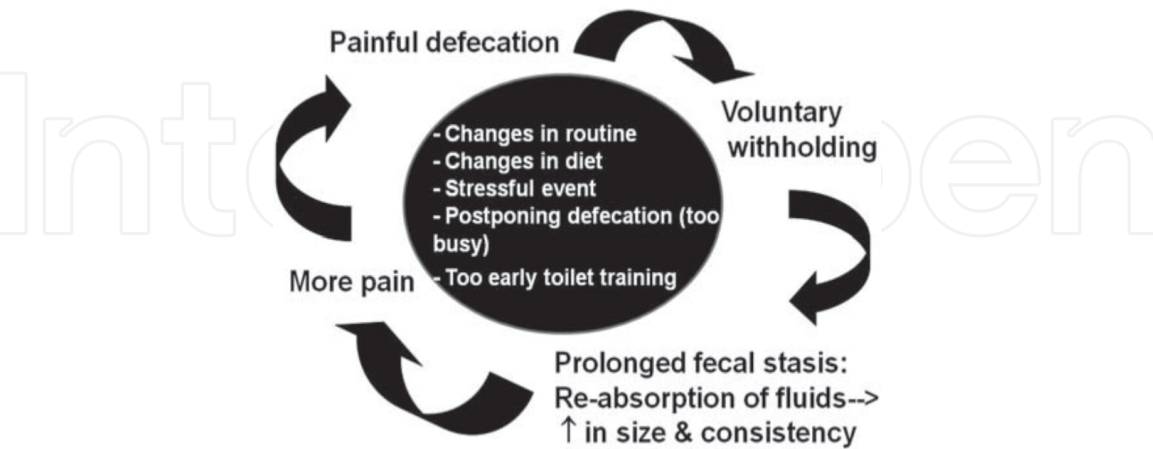 Painful defecation
Voluntary
withholding
- Changes in routine
- Changes in diet
- Stressful event
- Postponing defecation (too
busy)
- Too early toilet training
More pain
Prolonged fecal stasis:
Re-absorption of fluids-->
↑ in size & consistency